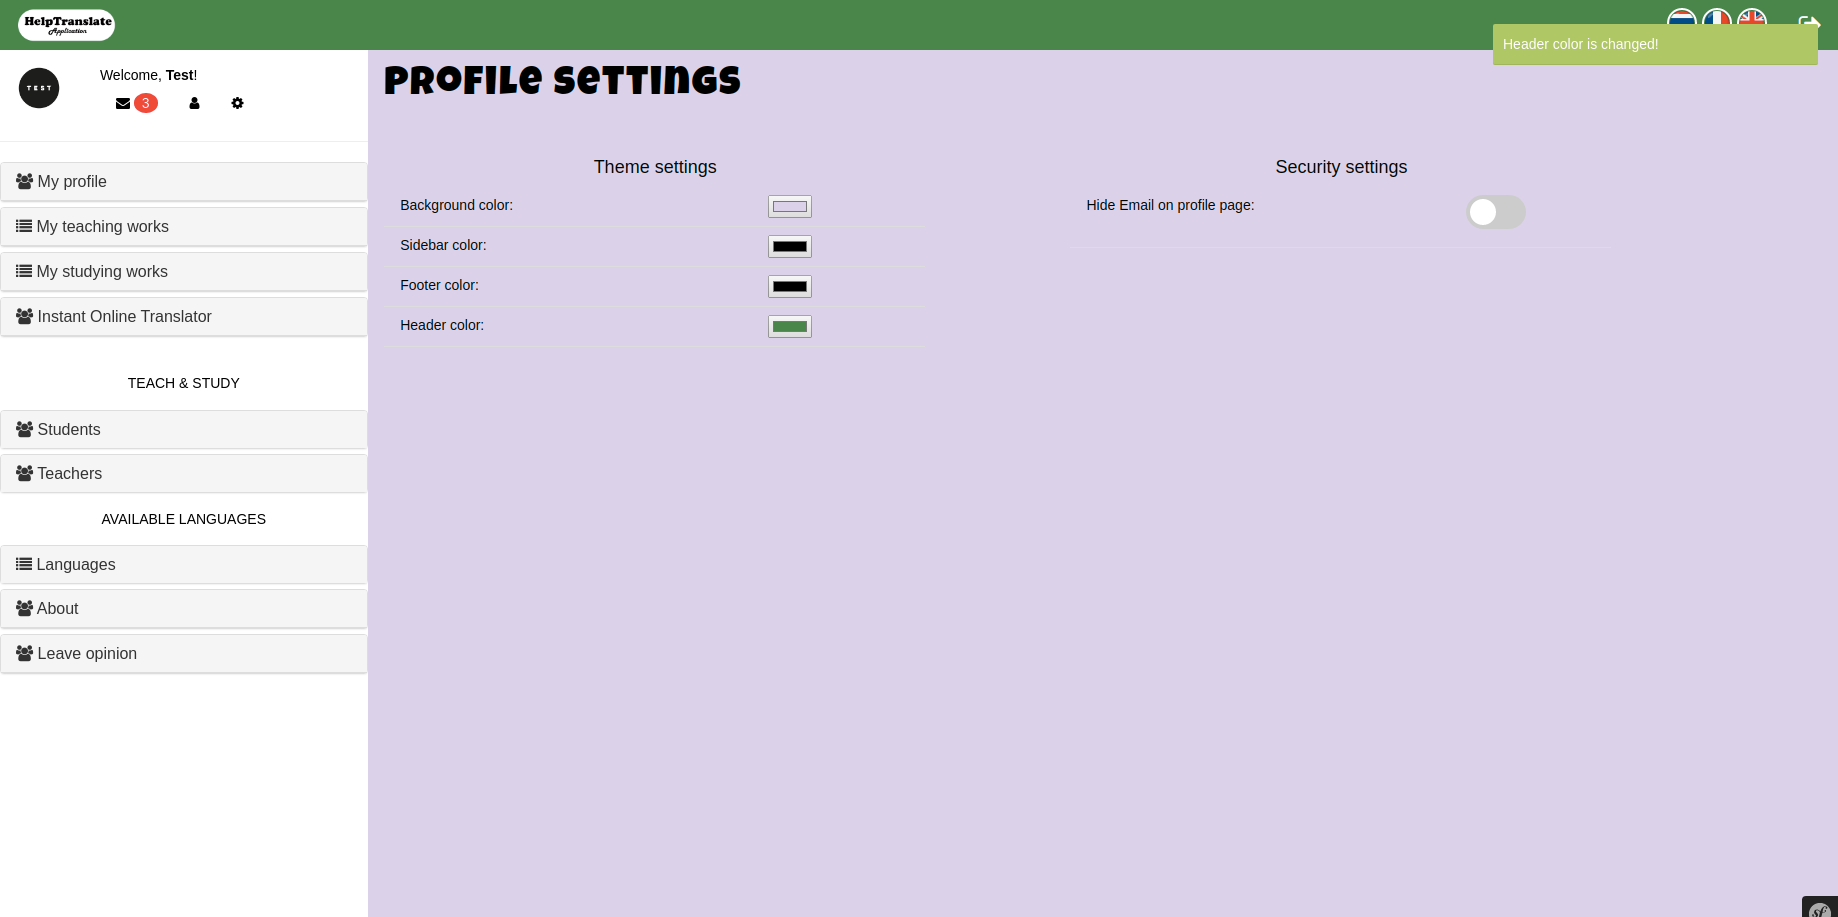 HelpTranslate
Application
Header color is changed!
TEST
Welcome, Test!
3
PROFILE SETTINGS
Theme settings
Security settings
Background color:
Hide Email on profile page:
Sidebar color:
Footer color:
Header color:
My profile
My teaching works
My studying works
Instant Online Translator
TEACH & STUDY
Students
Teachers
AVAILABLE LANGUAGES
Languages
About
Leave opinion
sf